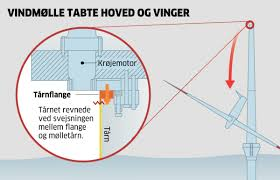 VINDMØLLE TABTE HOVED OG VINGER
Krøjemotor
Tårnflange
Tårnet revnede
ved svejsningen
mellem flange
og mølletårn.
Tårn